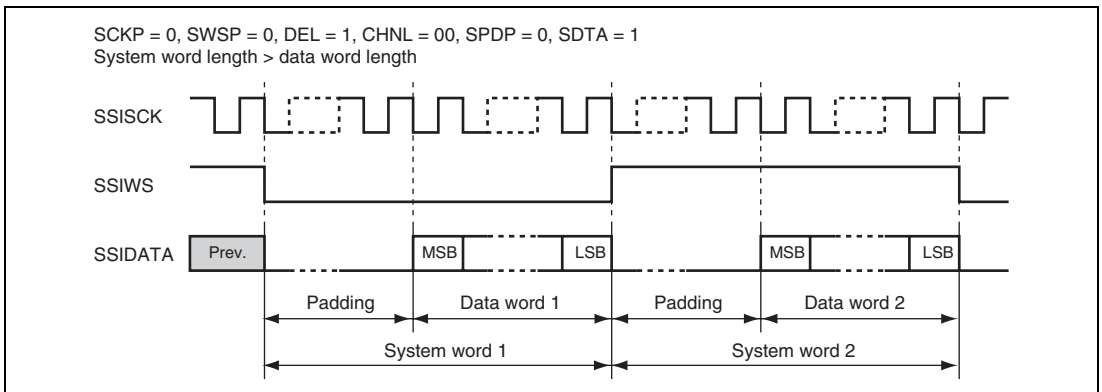 SCKP = 0, SWSP = 0, DEL = 1, CHNL = 00, SPDP = 0, SDTA = 1
System word length > data word length
SSISCK
SSIWS
SSIDATA Prev. MSB LSB MSB LSB
Padding Data word 1 Padding Data word 2
System word 1 System word 2